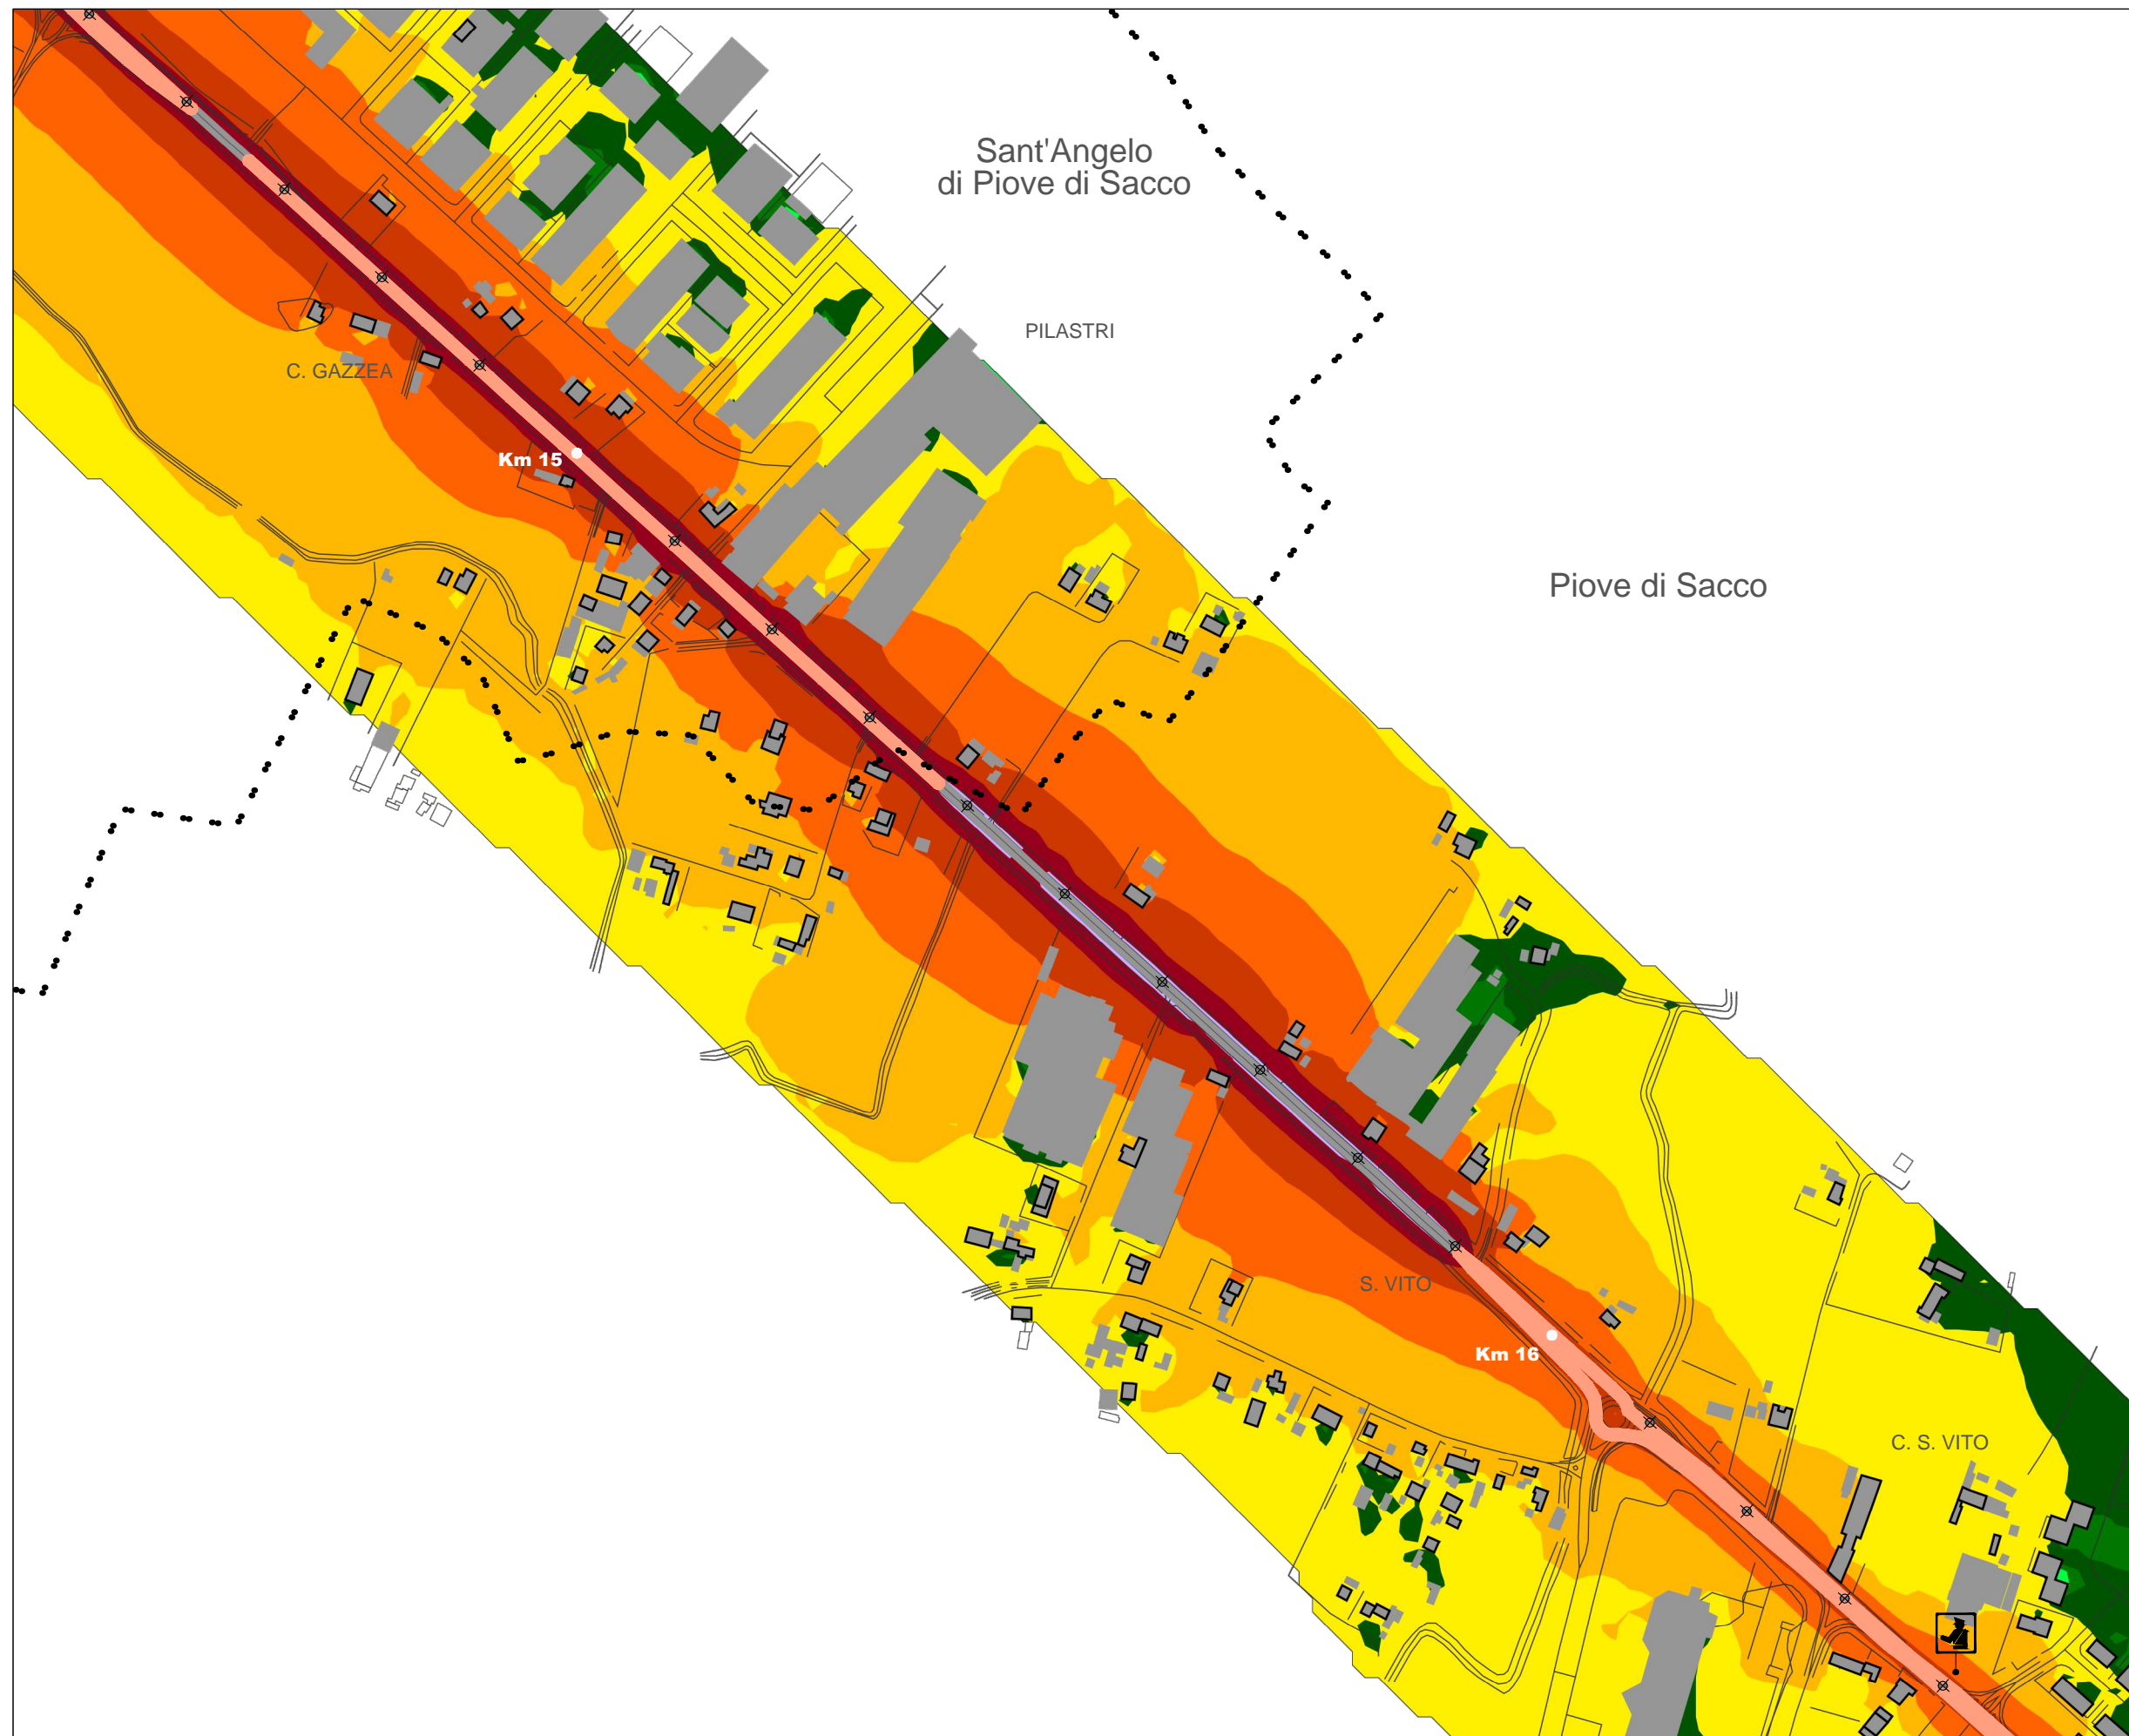 Sant'Angelo
di Piove di Sacco
PILASTRI
C. GAZZEA
Km 15
Piove di Sacco
S. VITO
Km 16
C. S. VITO